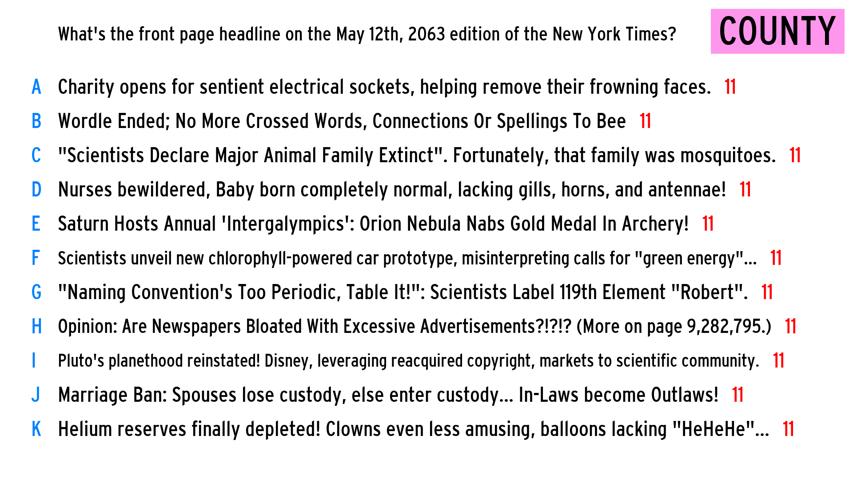 What's the front page headline on the May 12th, 2063 edition of the New York Times?
COUNTY
A Charity opens for sentient electrical sockets, helping remove their frowning faces. 11
B Wordle Ended; No More Crossed Words, Connections Or Spellings To Bee 11
C "Scientists Declare Major Animal Family Extinct". Fortunately, that family was mosquitoes. 11
D Nurses bewildered, Baby born completely normal, lacking gills, horns, and antennae! 11
E Saturn Hosts Annual 'Intergalympics': Orion Nebula Nabs Gold Medal In Archery! 11
F Scientists unveil new chlorophyll-powered car prototype, misinterpreting calls for "green energy"... 11
G "Naming Convention's Too Periodic, Table It!": Scientists Label 119th Element "Robert". 11
H Opinion: Are Newspapers Bloated With Excessive Advertisements?!?!? (More on page 9,282,795.) 11
I Pluto's planethood reinstated! Disney, leveraging reacquired copyright, markets to scientific community. 11
J Marriage Ban: Spouses lose custody, else enter custody... In-Laws become Outlaws! 11
K Helium reserves finally depleted! Clowns even less amusing, balloons lacking "HeHeHe"... 11